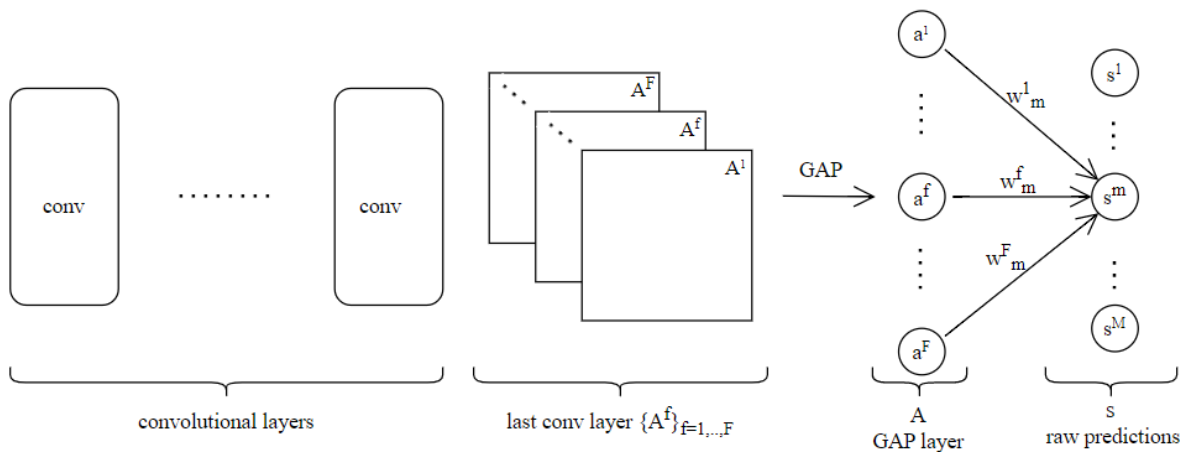 conv
conv
A^F
A^f
A^1
GAP
a^1
a^f
a^F
w^1_m
w^f_m
w^F_m
s^1
s^m
s^M
convolutional layers
last conv layer {A^f}_f=1,..,F
A
GAP layer
s
raw predictions